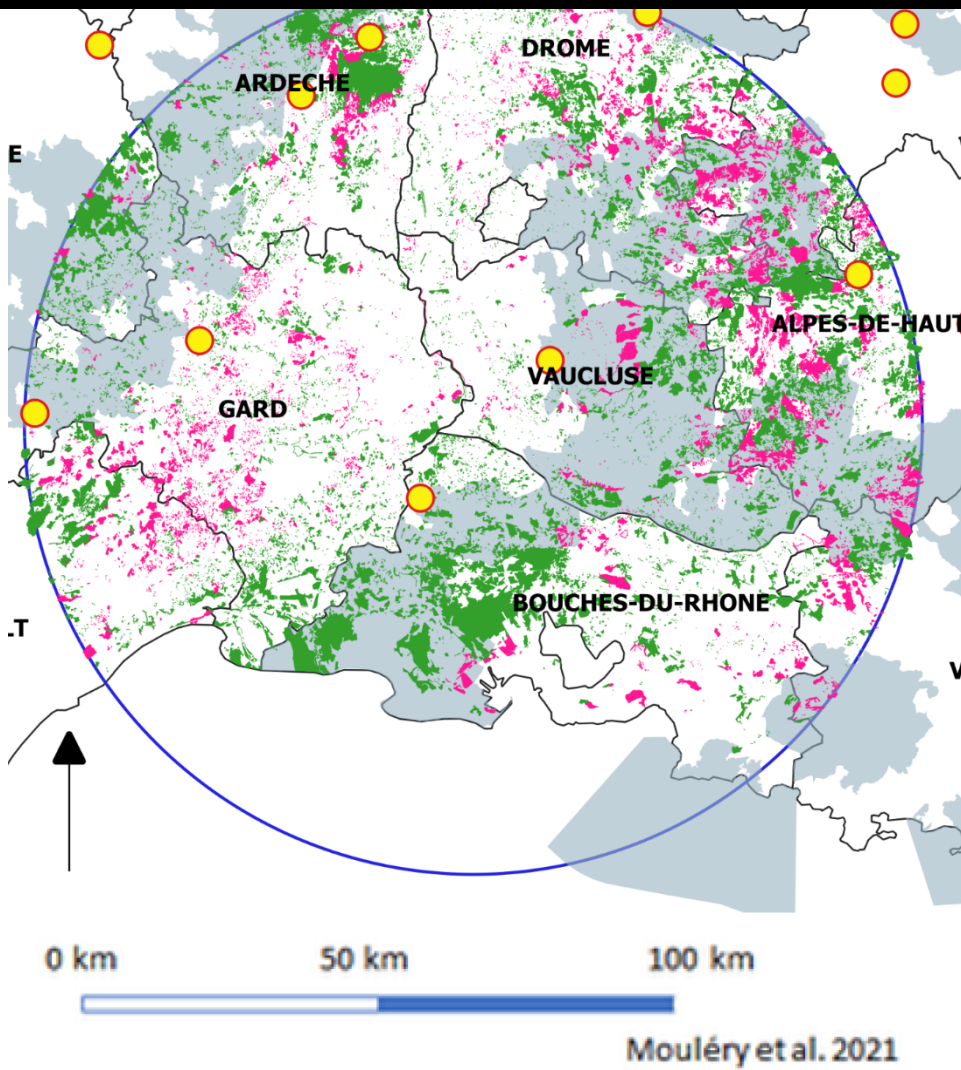 DROME
ARDECHE
E
ALPES-DE-HAUT
VAUCLUSE
GARD
BOUCHES-DU-RHONE
LT
V
0 km 50 km 100 km
Mouléry et al. 2021